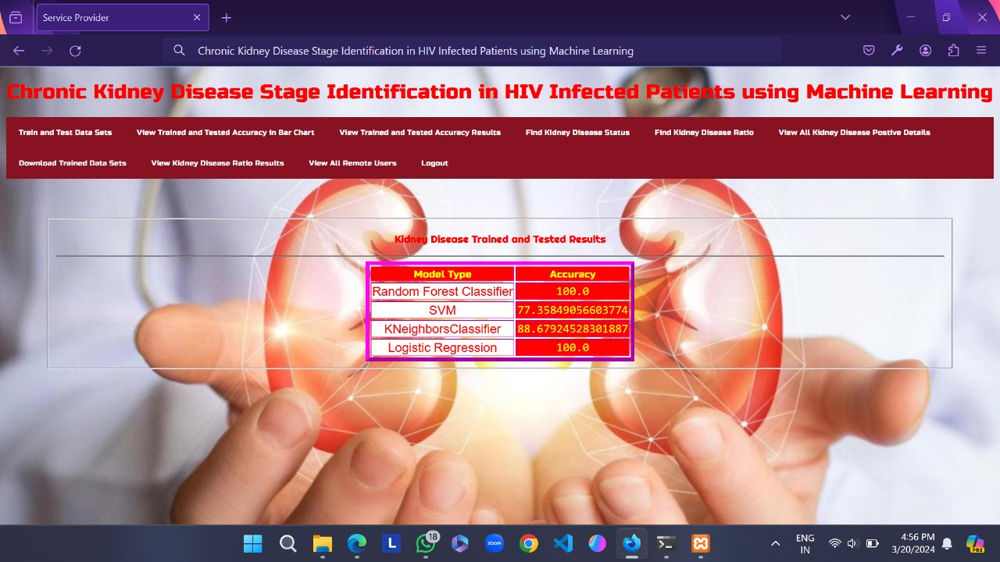 Service Provider
Chronic Kidney Disease Stage Identification in HIV Infected Patients using Machine Learning
Chronic Kidney Disease Stage Identification in HIV Infected Patients using Machine Learning
Train and Test Data Sets View Trained and Tested Accuracy in Bar Chart View Trained and Tested Accuracy Results Find Kidney Disease Status Find Kidney Disease Ratio View All Kidney Disease Postive Details
Download Trained Data Sets View Kidney Disease Ratio Results View All Remote Users Logout
Kidney Disease Trained and Tested Results
Model Type Accuracy
Random Forest Classifier 100.0
SVM 77.35849056603774
KNeighborsClassifier 88.67924528301887
Logistic Regression 100.0
L 18 zoom
ENG
IN
4:56 PM
3/20/2024
PRE